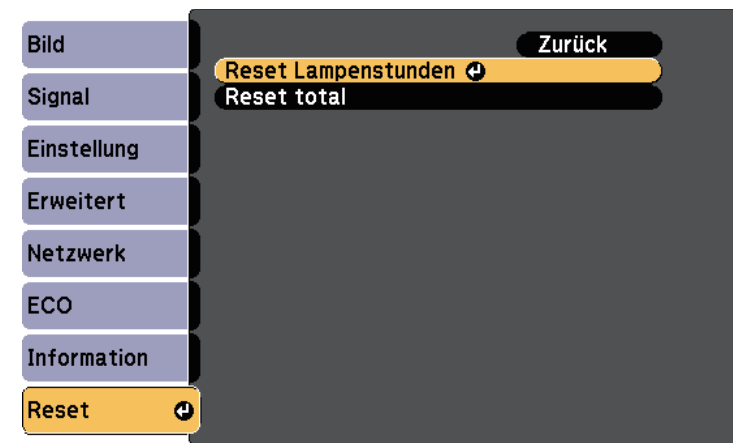 Bild
Signal
Einstellung
Erweitert
Netzwerk
ECO
Information
Reset
Zurück
Reset Lampenstunden
Reset total